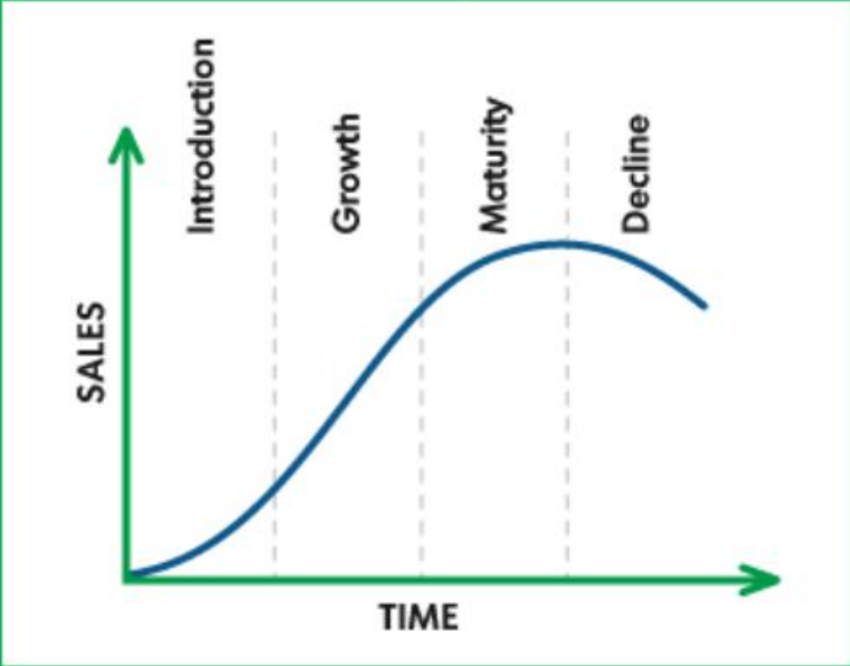 Introduction
Growth
Maturity
Decline
SALES
TIME